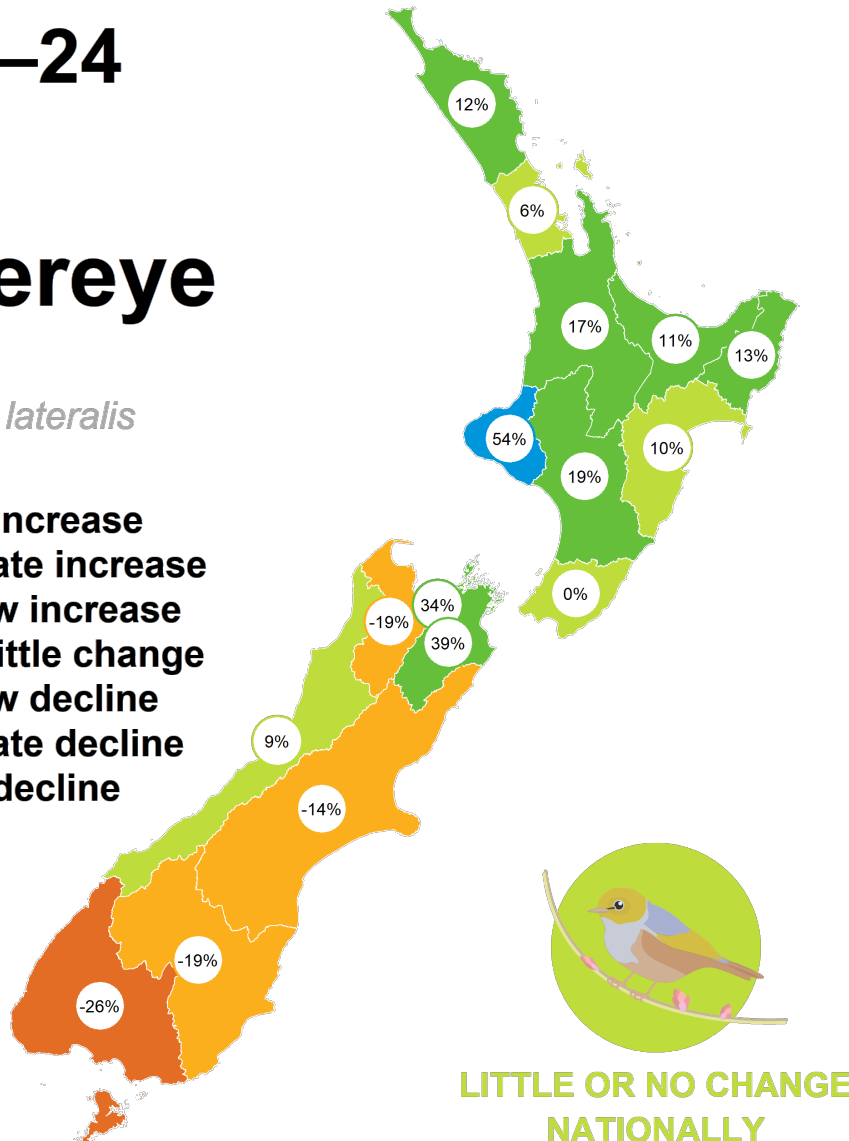 –24
ereye
lateralis
ncrease
ate increase
w increase
ittle change
w decline
ate decline
decline
12%
6%
17%
11%
13%
54%
10%
19%
0%
34%
-19%
39%
9%
-14%
-19%
-26%
LITTLE OR NO CHANGE
NATIONALLY